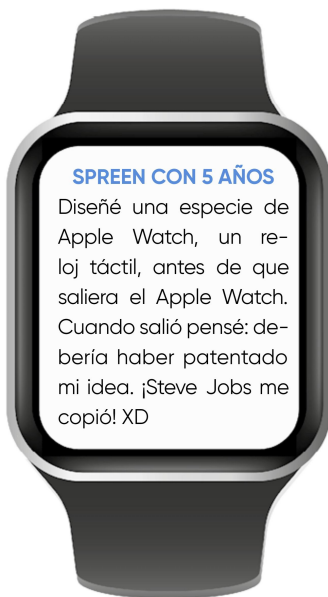 SPREEN CON 5 AÑOS
Diseñé una especie de
Apple Watch, un re-
loj táctil, antes de que
saliera el Apple Watch.
Cuando salió pensé: de-
bería haber patentado
mi idea. ¡Steve Jobs me
copió! XD